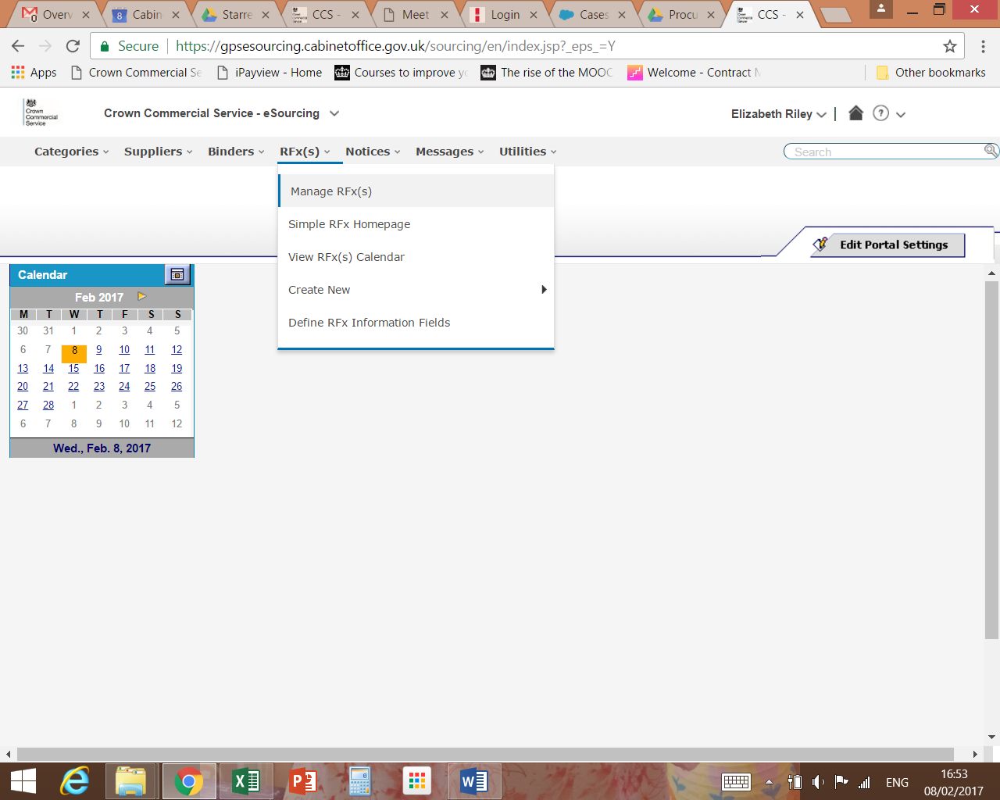 Overv
Cabin
Starre
CCS -
Meet
Login
Cases
Procu
CCS -
Secure
https://gpsesourcing.cabinetoffice.gov.uk/sourcing/en/index.jsp?_eps_=Y
Apps
Crown Commercial Se
iPayview - Home
Courses to improve yo
The rise of the MOOC
Welcome - Contract M
Other bookmarks
Crown
Commercial
Service
Crown Commercial Service - eSourcing
Elizabeth Riley
?
Categories Suppliers Binders RFx(s) Notices Messages Utilities
Search
Manage RFx(s)
Simple RFx Homepage
View RFx(s) Calendar
Create New
Define RFx Information Fields
Edit Portal Settings
Calendar
Feb 2017
M T W T F S S
30 31 1 2 3 4 5
6 7 8 9 10 11 12
13 14 15 16 17 18 19
20 21 22 23 24 25 26
27 28 1 2 3 4 5
6 7 8 9 10 11 12
Wed., Feb. 8, 2017
ENG
16:53
08/02/2017